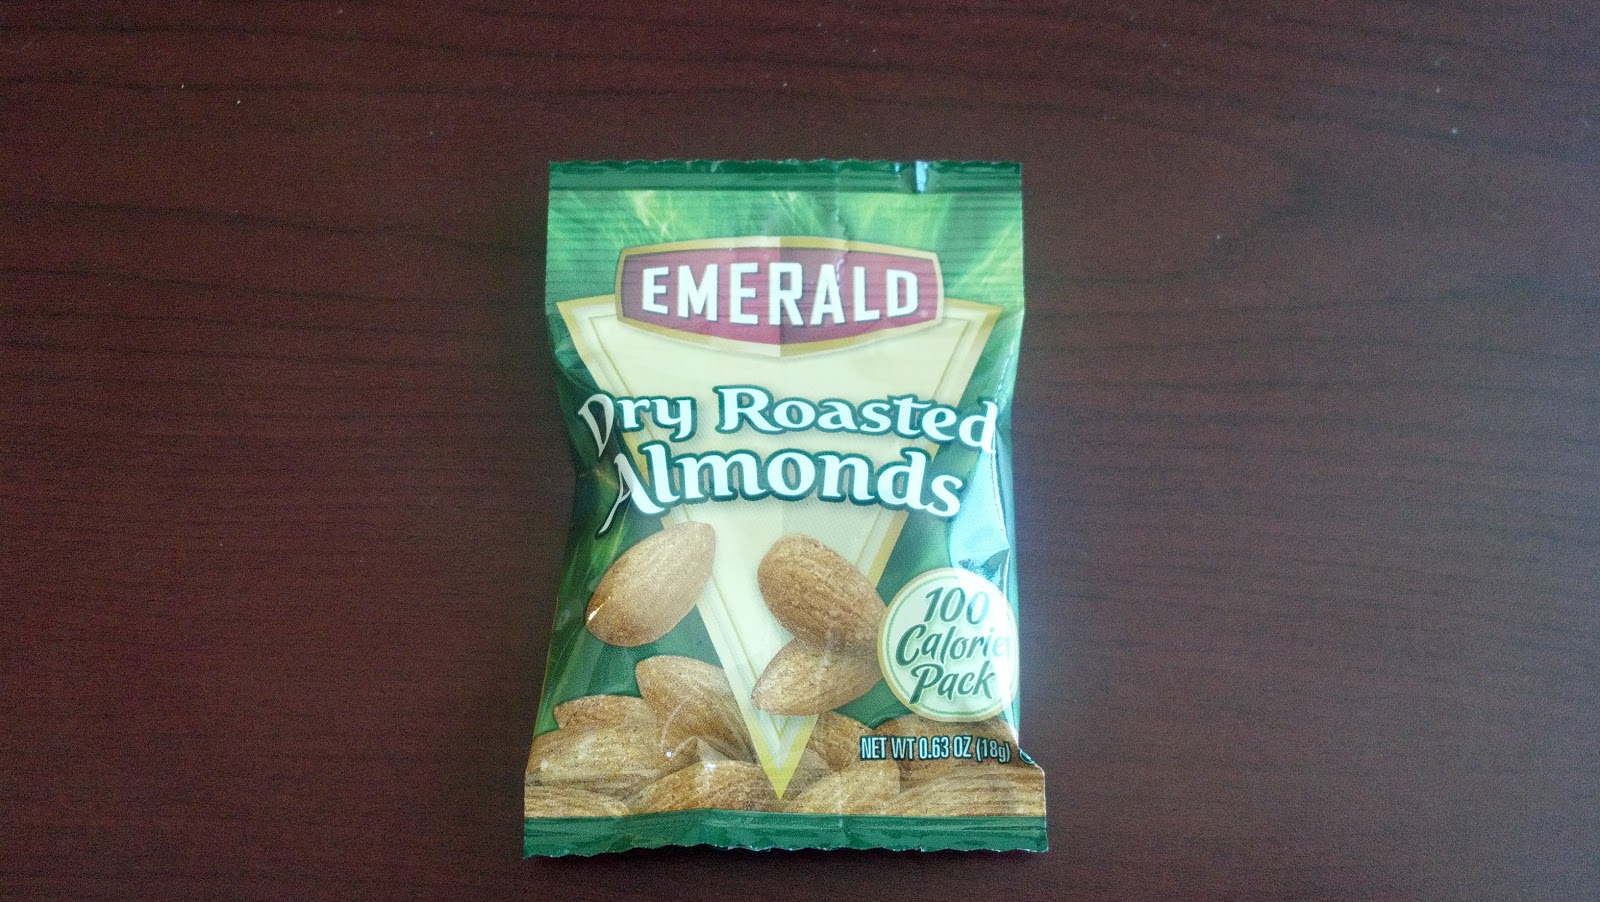 EMERALD
Dry Roasted
Almonds
100
Calorie
Pack
NET WT 0.63 OZ (18g)